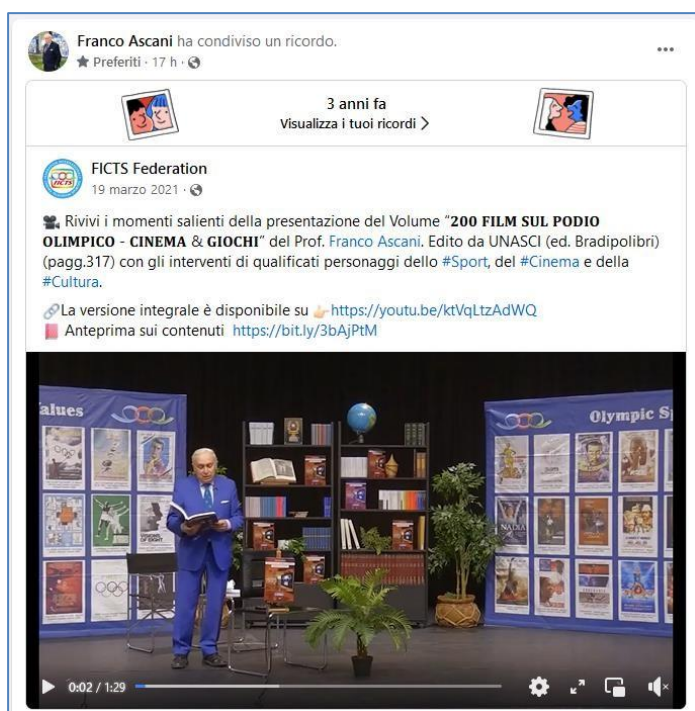 Franco Ascani ha condiviso un ricordo.
Preferiti · 17 h ·
3 anni fa
Visualizza i tuoi ricordi
FICTS Federation
19 marzo 2021 ·
Rivivi i momenti salienti della presentazione del Volume "200 FILM SUL PODIO
OLIMPICO - CINEMA & GIOCHI" del Prof. Franco Ascani. Edito da UNASCI (ed. Bradipolibri)
(pagg.317) con gli interventi di qualificati personaggi dello #Sport, del #Cinema e della
#Cultura.
La versione integrale è disponibile su https://youtu.be/ktVqLtzAdWQ
Anteprima sui contenuti https://bit.ly/3bAjPtM
alues
Olympic Sp
VISIONS
OF EIGHT
NADIA
0:02 / 1:29